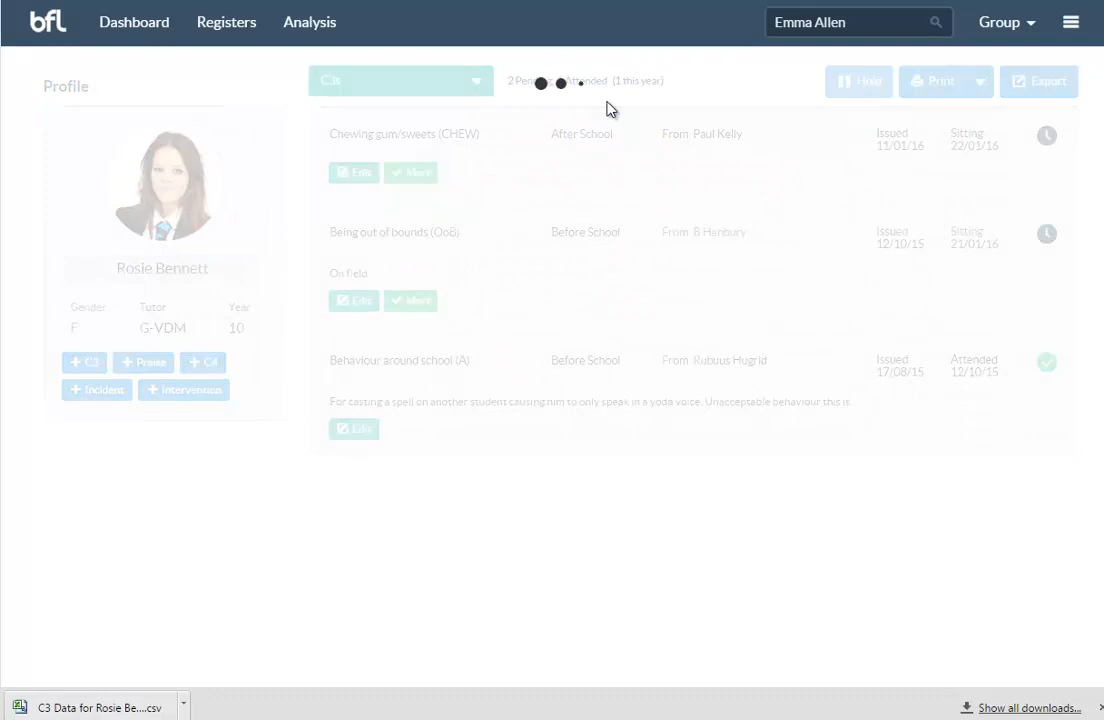 bfl Dashboard Registers Analysis Emma Allen Group
Profile
C3s 2 Pending Attended (1 this year) Hold Print Export
Chewing gum/sweets (CHEW) After School From Paul Kelly Issued Sitting
11/01/16 22/01/16
Edit More
Being out of bounds (OoB) Before School From B Hanbury Issued Sitting
12/10/15 21/01/16
Rosie Bennett
On field
Gender Tutor Year
F G-VDM 10
Edit More
+ C3 + Praise + C4
+ Incident + Intervention
Behaviour around school (A) Before School From Rubuus Hugrid Issued Attended
17/08/15 12/10/15
For casting a spell on another student causing him to only speak in a yoda voice. Unacceptable behaviour this is.
Edit
C3 Data for Rosie Be....csv Show all downloads...